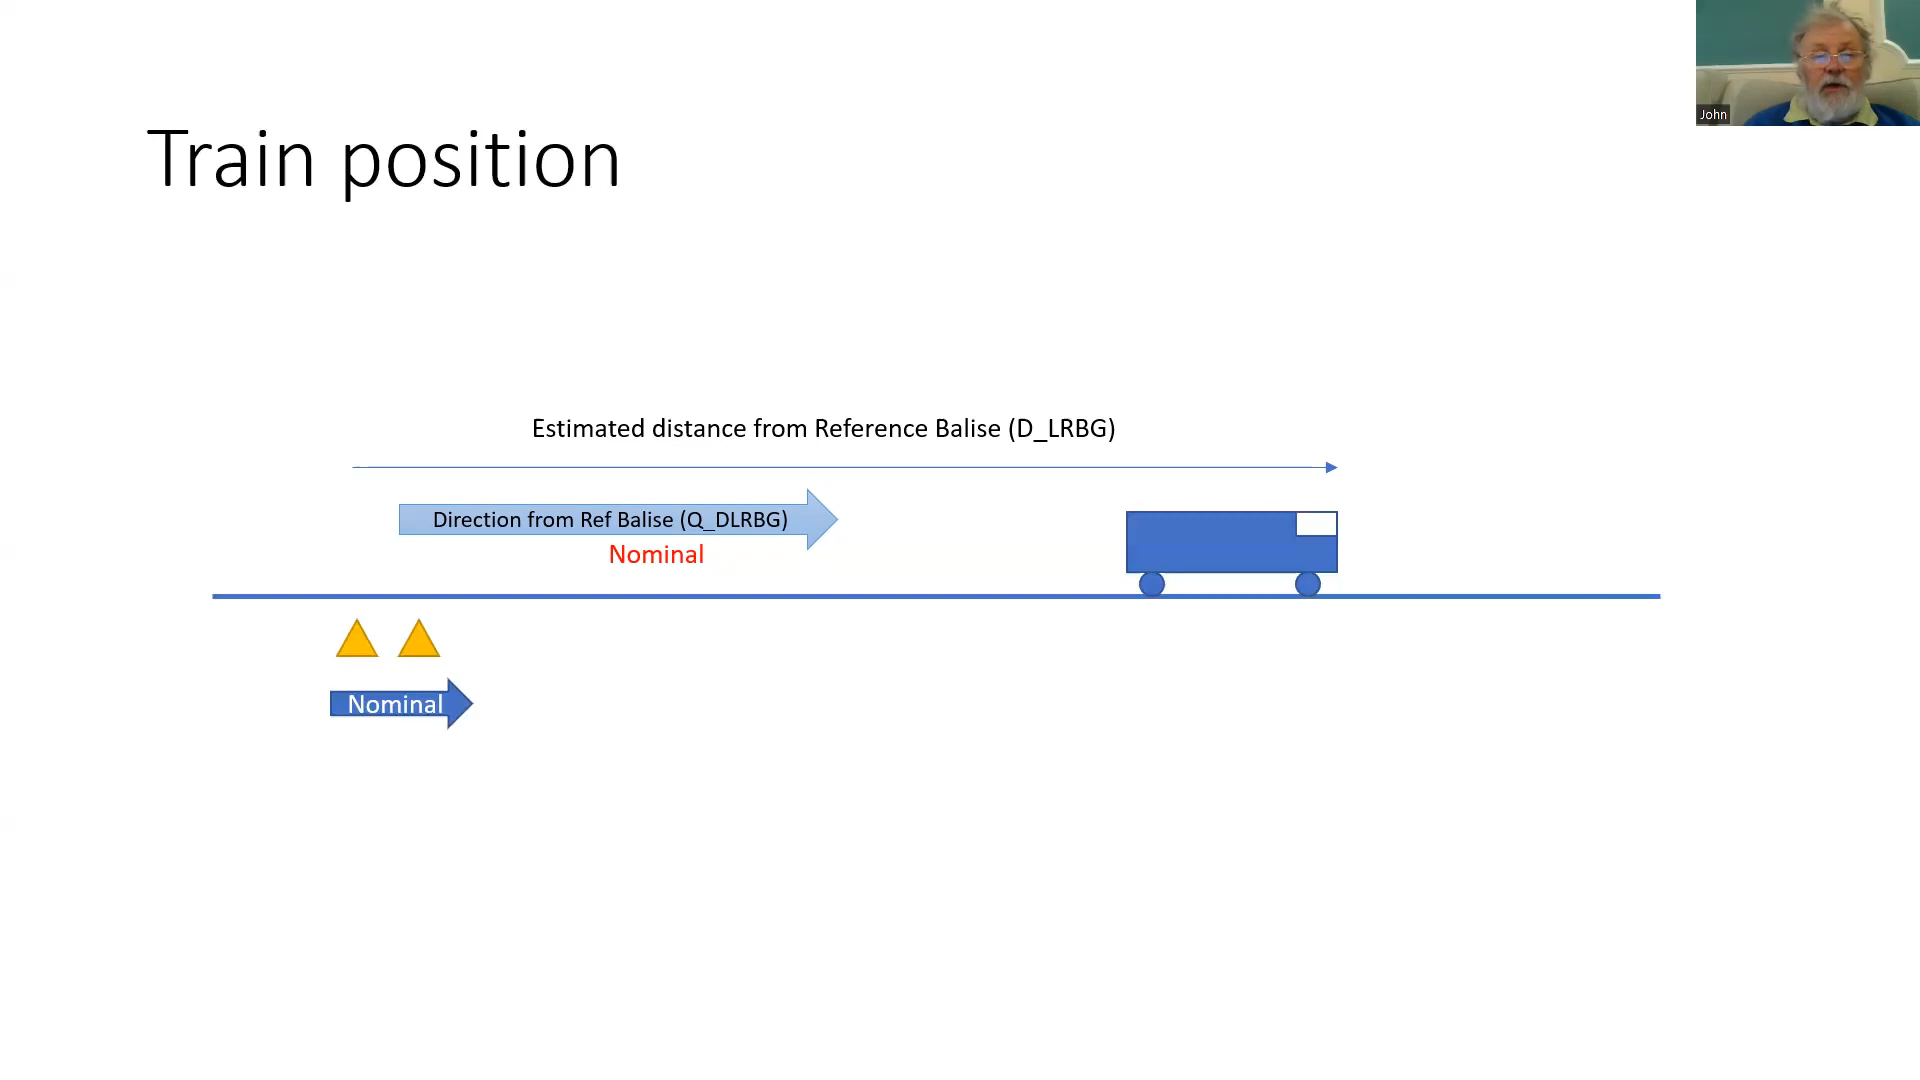 John
Train position
Estimated distance from Reference Balise (D_LRBG)
Direction from Ref Balise (Q_DLRBG)
Nominal
Nominal